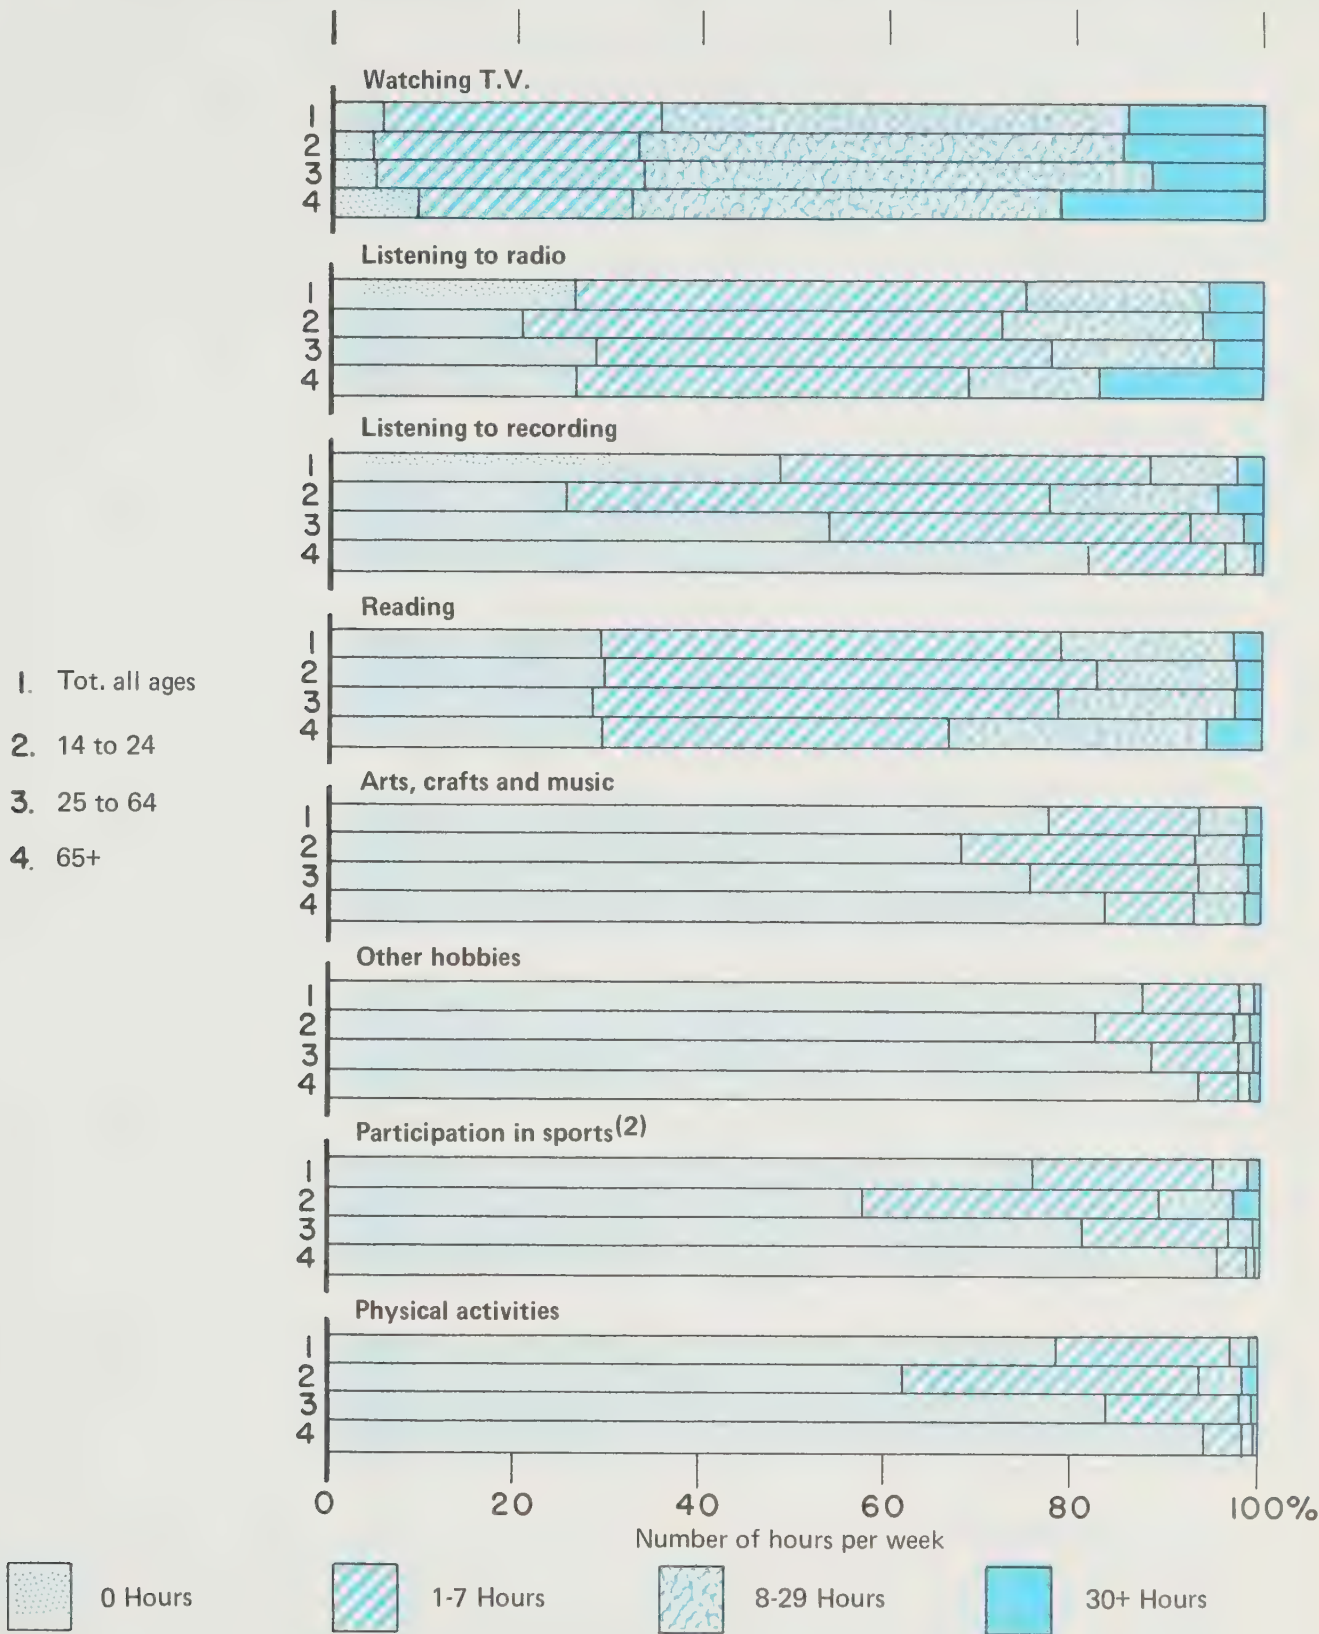 Watching T.V.
1
2
3
4
Listening to radio
1
2
3
4
Listening to recording
1
2
3
4
Reading
1
2
3
4
1. Tot. all ages
2. 14 to 24
3. 25 to 64
4. 65+
Arts, crafts and music
1
2
3
4
Other hobbies
1
2
3
4
Participation in sports(2)
1
2
3
4
Physical activities
1
2
3
4
0 20 40 60 80 100%
Number of hours per week
0 Hours 1-7 Hours 8-29 Hours 30+ Hours